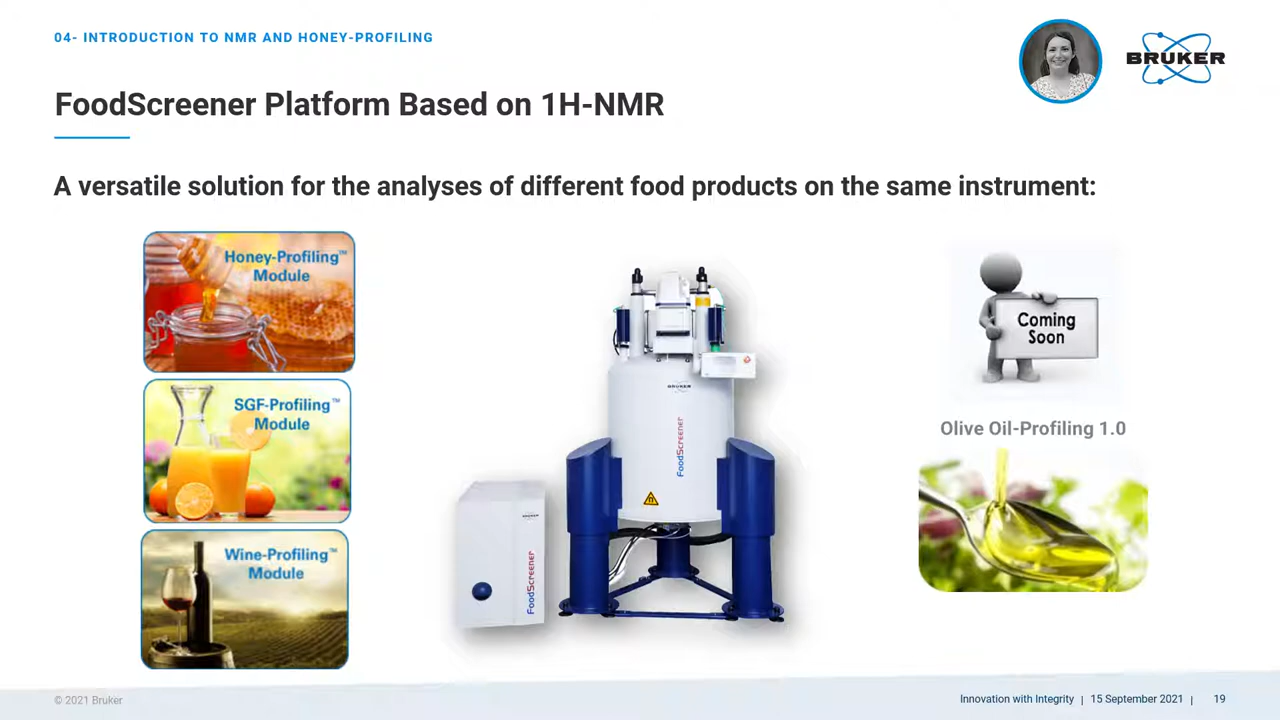 04- INTRODUCTION TO NMR AND HONEY-PROFILING
BRUKER
FoodScreener Platform Based on 1H-NMR
A versatile solution for the analyses of different food products on the same instrument:
Honey-Profiling™
Module
SGF-Profiling™
Module
Wine-Profiling™
Module
BRUKER
FoodScreener
BRUKER
FoodScreener
Coming
Soon
Olive Oil-Profiling 1.0
© 2021 Bruker
Innovation with Integrity | 15 September 2021 | 19